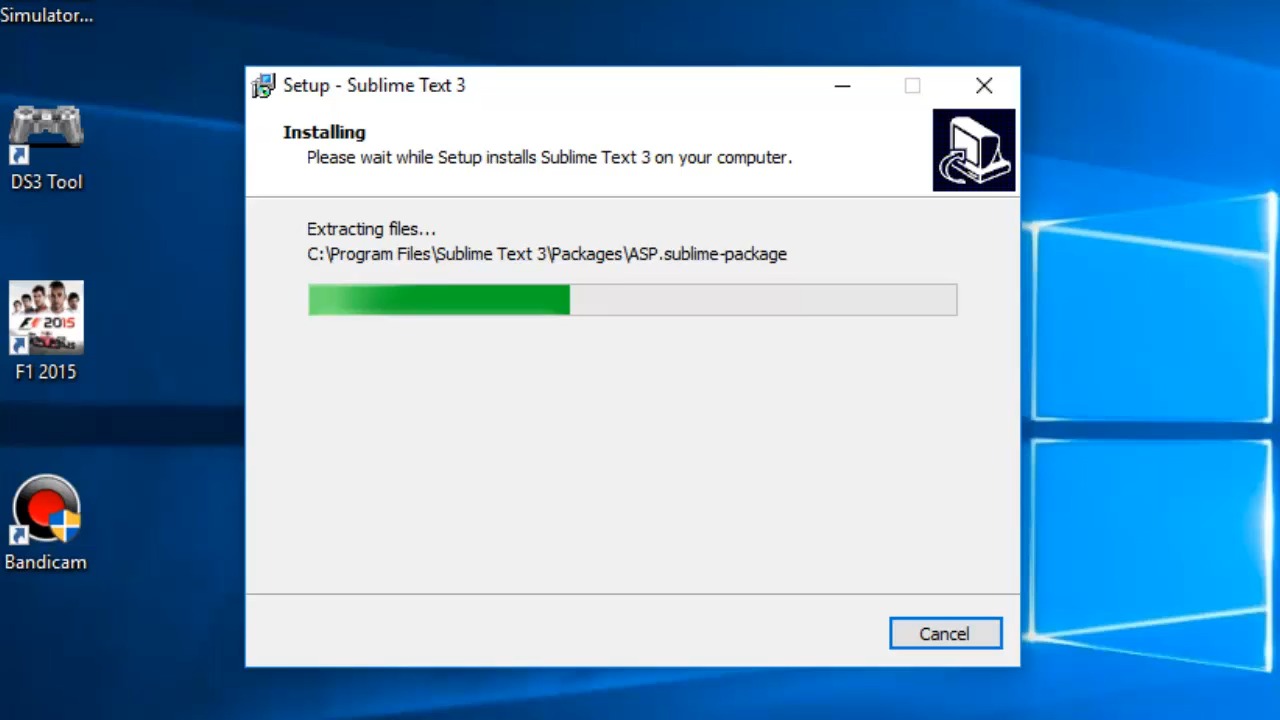 Simulator...
DS3 Tool
F1 2015
F1 2015
Bandicam
Setup - Sublime Text 3
Installing
Please wait while Setup installs Sublime Text 3 on your computer.
Extracting files...
C:\Program Files\Sublime Text 3\Packages\ASP.sublime-package
Cancel